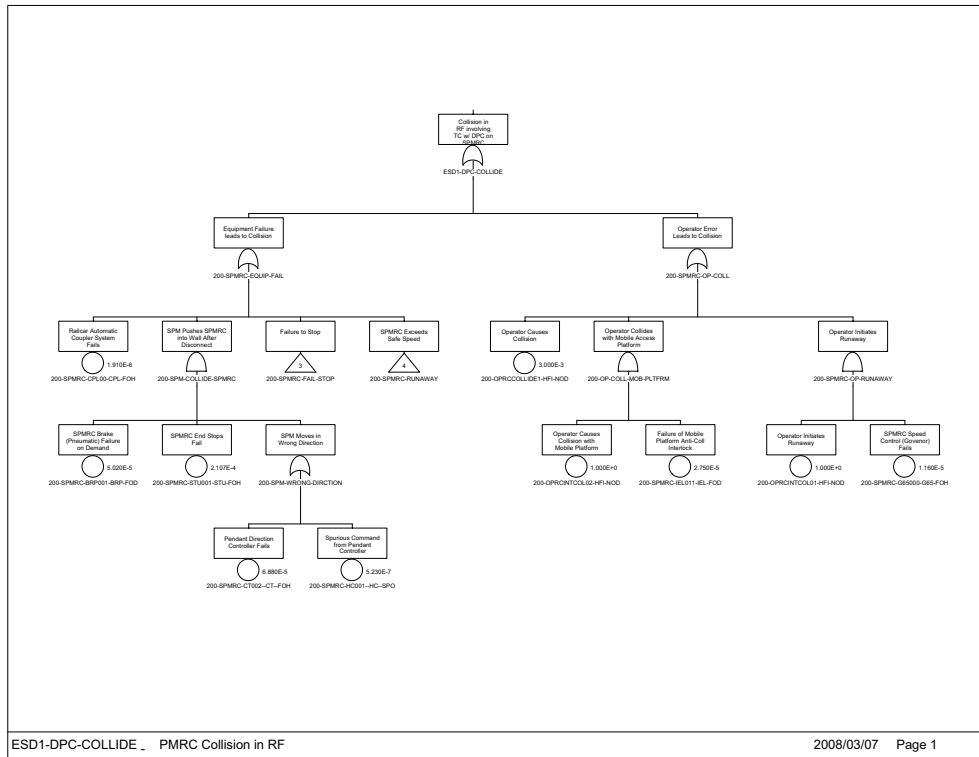 Collision in
RF involving
TC w/ DPC on
SPMRC
ESD1-DPC-COLLIDE
Equipment Failure
leads to Collision
200-SPMRC-EQUIP-FAIL
Operator Error
Leads to Collision
200-SPMRC-OP-COLL
Railcar Automatic
Coupler System
Fails
1.910E-6
200-SPMRC-CPL00-CPL-FOH
SPM Pushes SPMRC
into Wall After
Disconnect
200-SPM-COLLIDE-SPMRC
Failure to Stop
3
200-SPMRC-FAIL-STOP
SPMRC Exceeds
Safe Speed
4
200-SPMRC-RUNAWAY
Operator Causes
Collision
3.000E-3
200-OPRCCOLLIDE1-HFI-NOD
Operator Collides
with Mobile Access
Platform
200-OP-COLL-MOB-PLTFRM
Operator Initiates
Runaway
200-SPMRC-OP-RUNAWAY
SPMRC Brake
(Pneumatic) Failure
on Demand
5.020E-5
200-SPMRC-BRP001-BRP-FOD
SPMRC End Stops
Fail
2.107E-4
200-SPMRC-STU001-STU-FOH
SPM Moves in
Wrong Direction
200-SPM-WRONG-DIRCTION
Operator Causes
Collision with
Mobile Platform
1.000E+0
200-OPRCINTCOL02-HFI-NOD
Failure of Mobile
Platform Anti-Coll
Interlock
2.750E-5
200-SPMRC-IEL011-IEL-FOD
Operator Initiates
Runaway
1.000E+0
200-OPRCINTCOL01-HFI-NOD
SPMRC Speed
Control (Govenor)
Fails
1.160E-5
200-SPMRC-G65000-G65-FOH
Pendant Direction
Controller Fails
6.880E-5
200-SPMRC-CT002--CT--FOH
Spurious Command
from Pendant
Controller
5.230E-7
200-SPMRC-HC001--HC--SPO
ESD1-DPC-COLLIDE _ PMRC Collision in RF
2008/03/07 Page 1